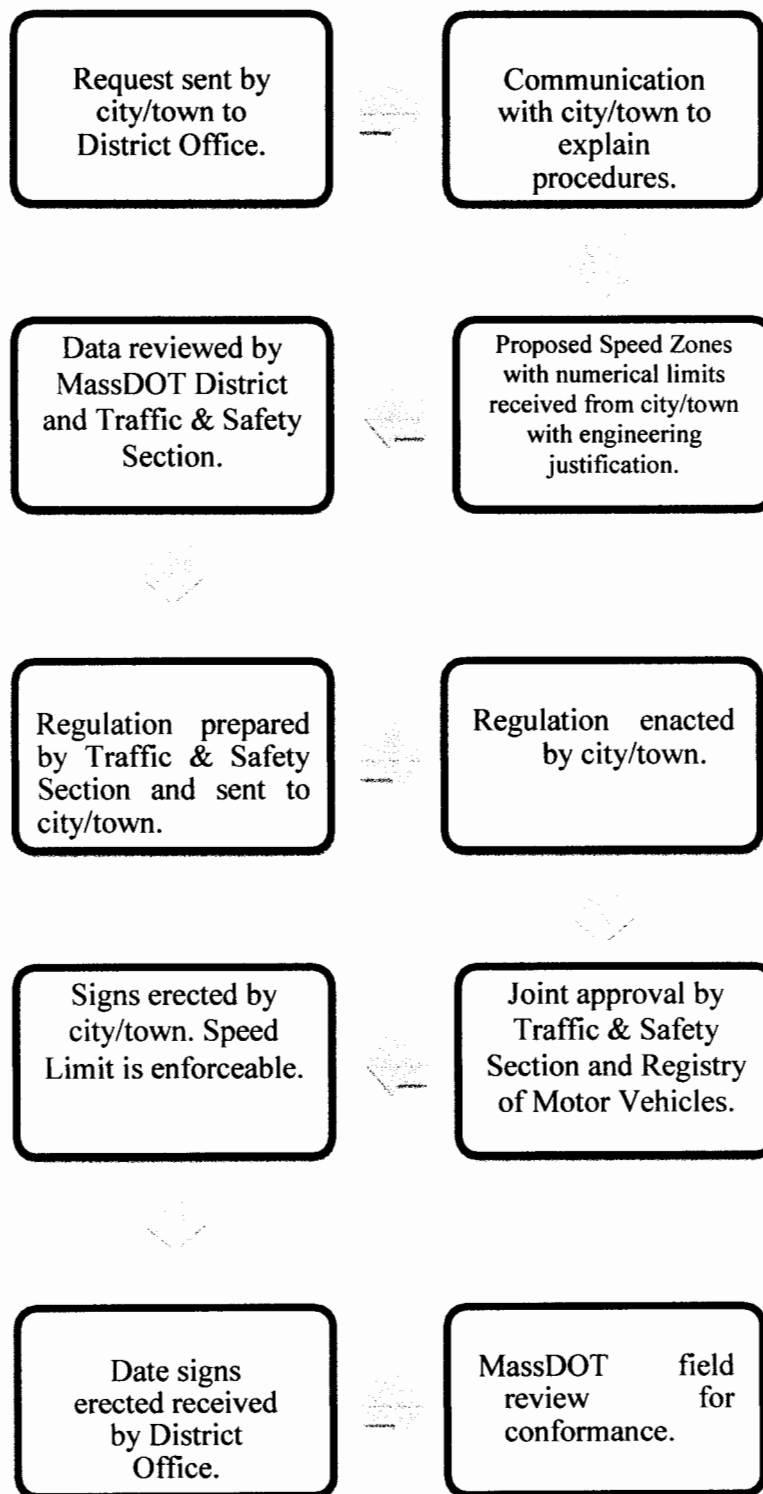 Request sent by
city/town to
District Office.
Communication
with city/town to
explain
procedures.
Proposed Speed Zones
with numerical limits
received from city/town
with engineering
justification.
Data reviewed by
MassDOT District
and Traffic & Safety
Section.
Regulation prepared
by Traffic & Safety
Section and sent to
city/town.
Regulation enacted
by city/town.
Joint approval by
Traffic & Safety
Section and Registry
of Motor Vehicles.
Signs erected by
city/town. Speed
Limit is enforceable.
Date signs
erected received
by District
Office.
MassDOT field
review for
conformance.